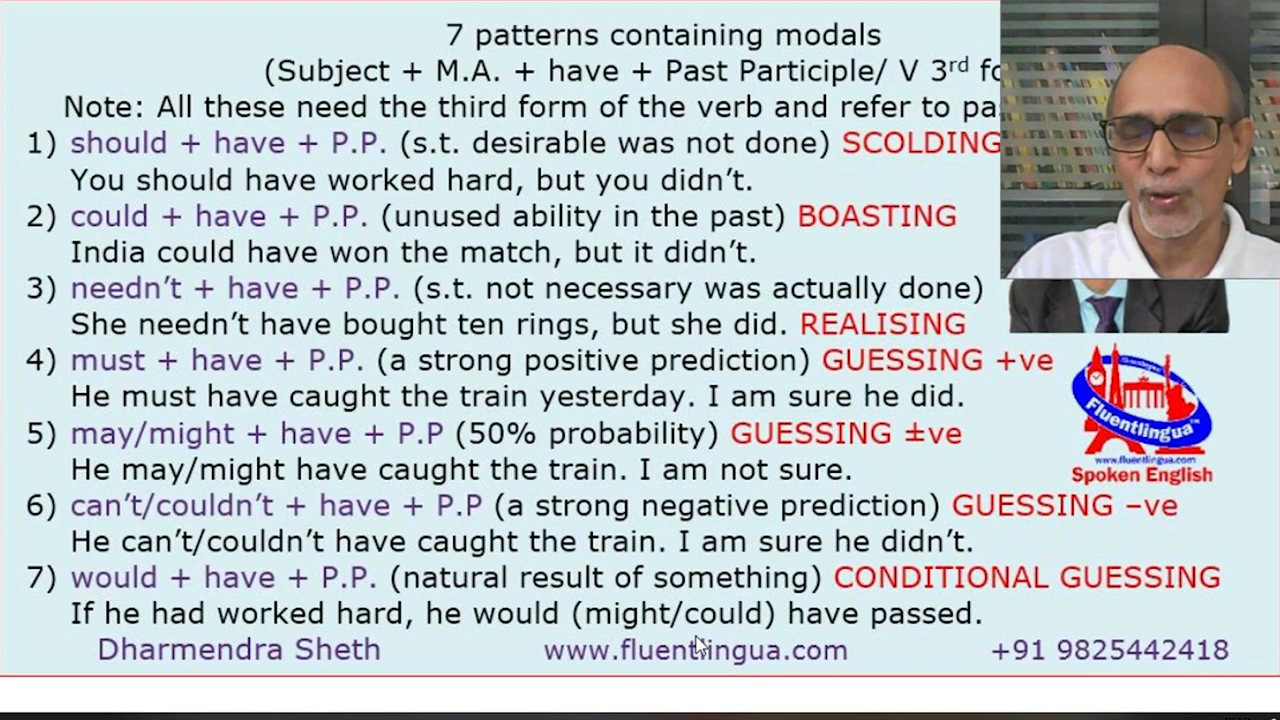 7 patterns containing modals
(Subject + M.A. + have + Past Participle/ V 3rd
Note: All these need the third form of the verb and refer to
1) should + have + P.P. (s.t. desirable was not done) SCOLDING
You should have worked hard, but you didn't.
2) could + have + P.P. (unused ability in the past) BOASTING
India could have won the match, but it didn't.
3) needn't + have + P.P. (s.t. not necessary was actually done)
She needn't have bought ten rings, but she did. REALISING
4) must + have + P.P. (a strong positive prediction) GUESSING +ve
He must have caught the train yesterday. I am sure he did.
5) may/might + have + P.P (50% probability) GUESSING ±ve
He may/might have caught the train. I am not sure.
Fluentlingua™
www.fluentlingua.com
Spoken English
6) can't/couldn't + have + P.P (a strong negative prediction) GUESSING –ve
He can't/couldn't have caught the train. I am sure he didn't.
7) would + have + P.P. (natural result of something) CONDITIONAL GUESSING
If he had worked hard, he would (might/could) have passed.
Dharmendra Sheth www.fluentlingua.com +91 9825442418